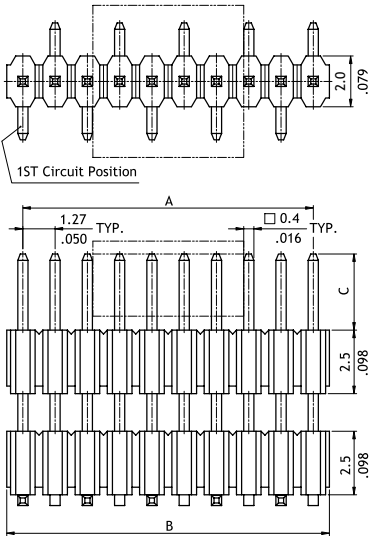 2.0
.079
1ST Circuit Position
A
1.27
.050
TYP.
□ 0.4
.016
TYP.
C
2.5
.098
2.5
.098
B